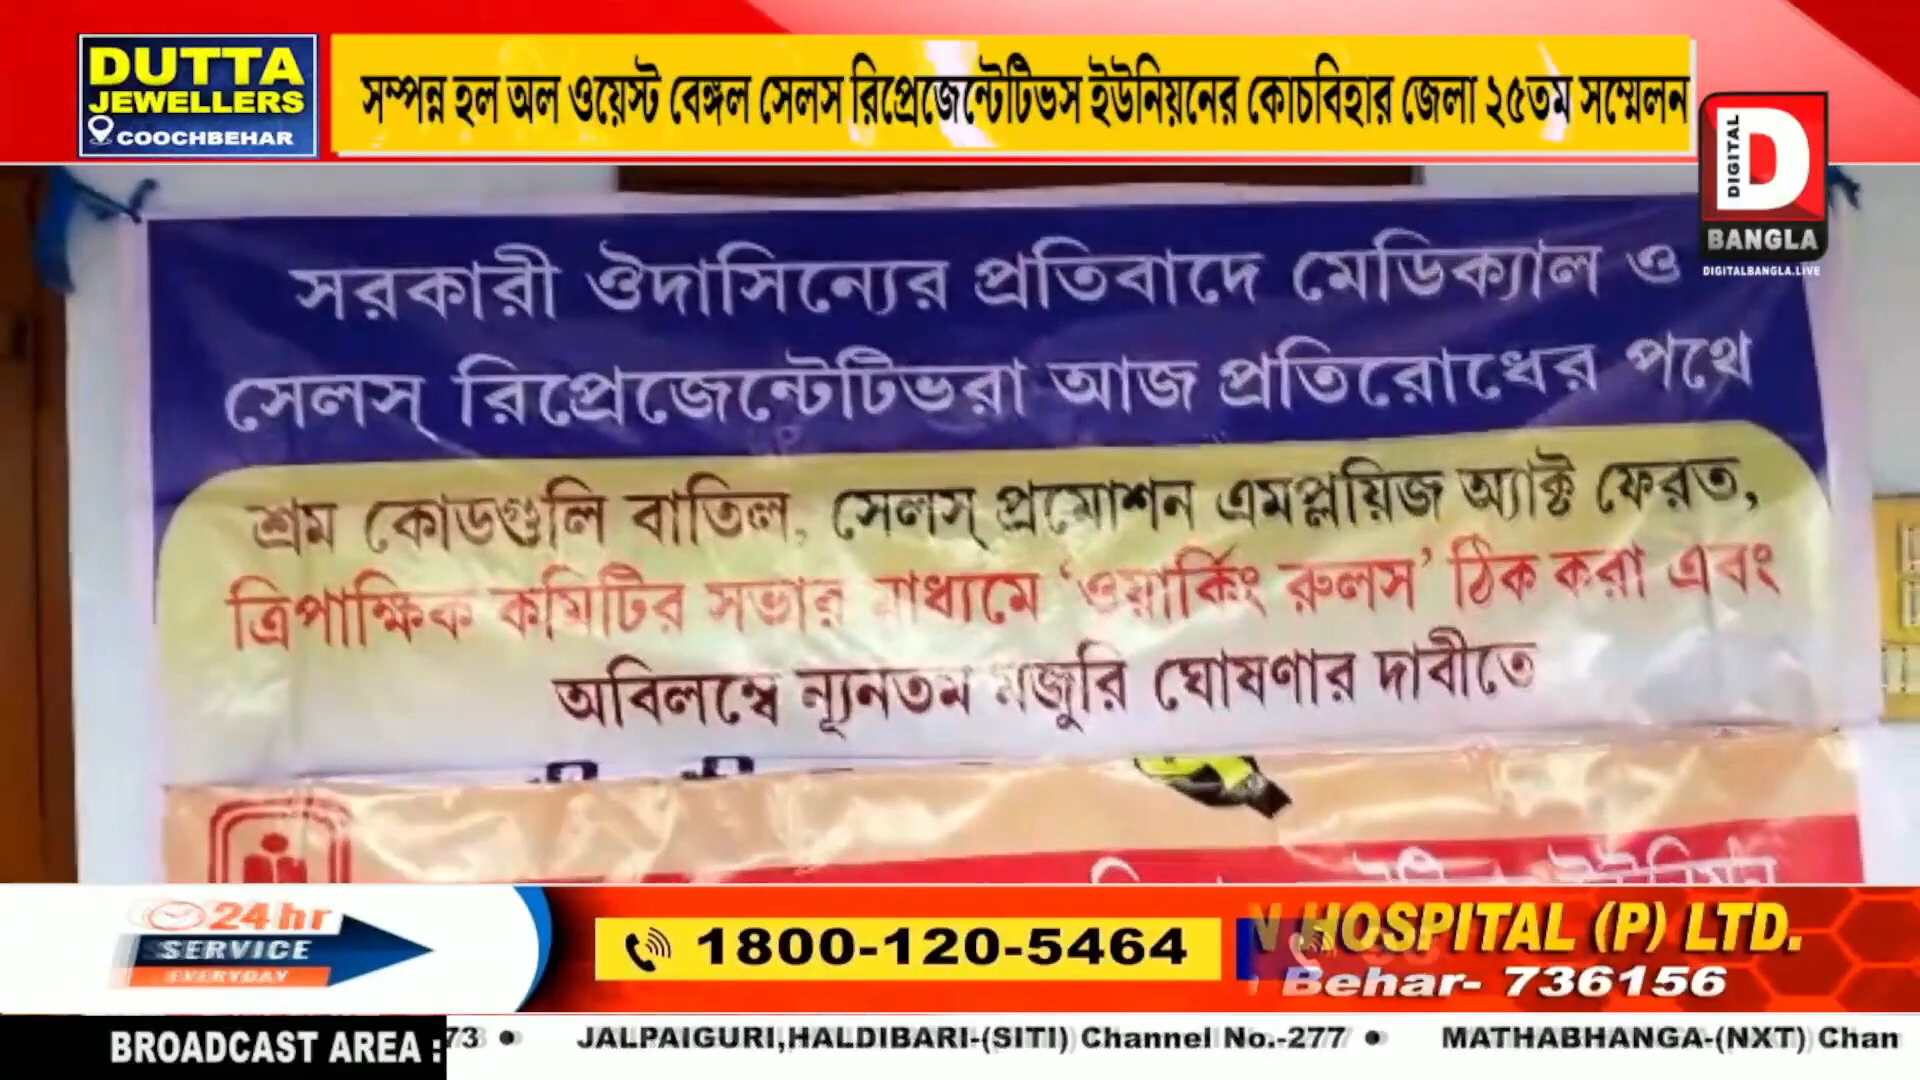 DUTTA
JEWELLERS
COOCHBEHAR
সম্পন্ন হল অল ওয়েস্ট বেঙ্গল সেলস রিপ্রেজেন্টেটিভস ইউনিয়নের কোচবিহার জেলা ২৫তম সম্মেলন
DIGITAL
D
BANGLA
DIGITALBANGLA.LIVE
সরকারী ঔদাসিন্যের প্রতিবাদে মেডিক্যাল ও
সেলস্ রিপ্রেজেন্টেটিভরা আজ প্রতিরোধের পথে
শ্রম কোডগুলি বাতিল, সেলস্ প্রমোশন এমপ্লয়িজ অ্যাক্ট ফেরত,
ত্রিপাক্ষিক কমিটির সভার মাধ্যমে ‘ওয়ার্কিং রুলস’ ঠিক করা এবং
অবিলম্বে ন্যূনতম মজুরি ঘোষণার দাবীতে
24hr
SERVICE
EVERYDAY
1800-120-5464
HOSPITAL (P) LTD.
Behar- 736156
BROADCAST AREA :
73 • JALPAIGURI,HALDIBARI-(SITI) Channel No.-277 • MATHABHANGA-(NXT) Chan